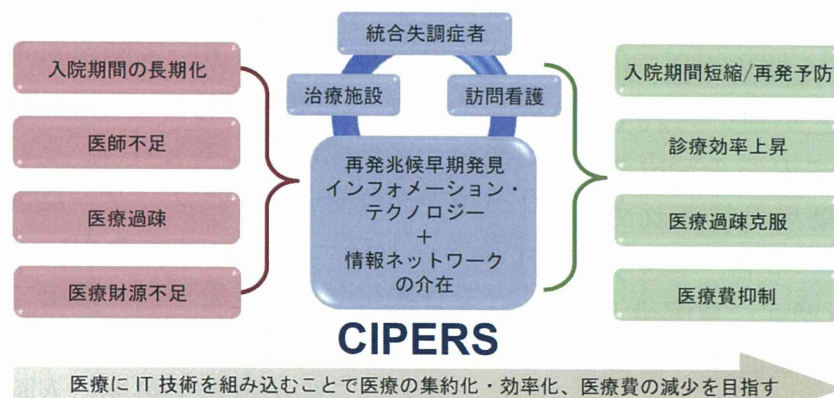 統合失調症者
入院期間の長期化
治療施設
訪問看護
入院期間短縮/再発予防
医師不足
診療効率上昇
再発兆候早期発見
インフォメーション・
テクノロジー
+
情報ネットワーク
の介在
医療過疎
医療過疎克服
医療財源不足
医療費抑制
CIPERS
医療に IT 技術を組み込むことで医療の集約化・効率化、医療費の減少を目指す